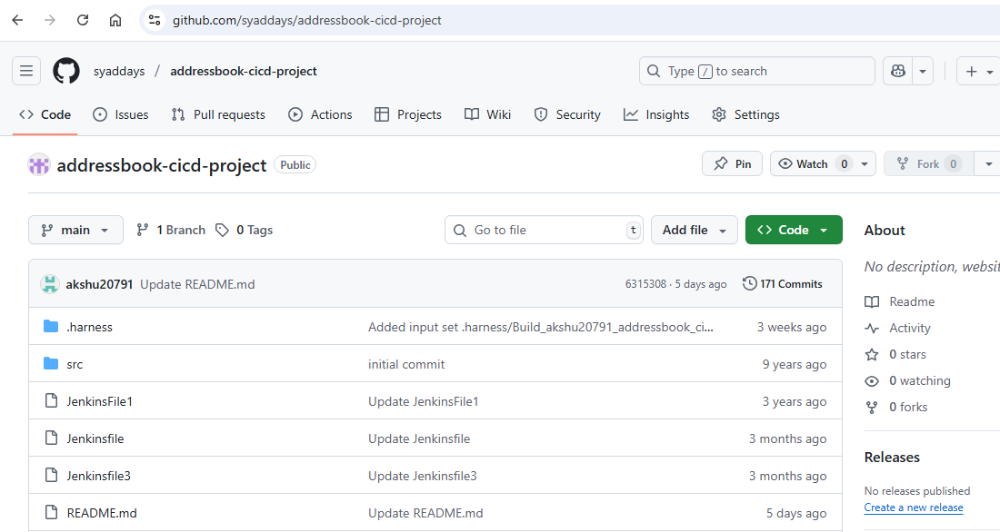 github.com/syaddays/addressbook-cicd-project
syaddays / addressbook-cicd-project
Type / to search
Code Issues Pull requests Actions Projects Wiki Security Insights Settings
addressbook-cicd-project Public
Pin Watch 0 Fork 0
main 1 Branch 0 Tags Go to file t Add file Code
akshu20791 Update README.md 6315308 · 5 days ago 171 Commits
.harness Added input set .harness/Build_akshu20791_addressbook_ci... 3 weeks ago
src initial commit 9 years ago
JenkinsFile1 Update JenkinsFile1 3 years ago
Jenkinsfile Update Jenkinsfile 3 months ago
Jenkinsfile3 Update Jenkinsfile3 3 months ago
README.md Update README.md 5 days ago
About
No description, websit
Readme
Activity
0 stars
0 watching
0 forks
Releases
No releases published
Create a new release